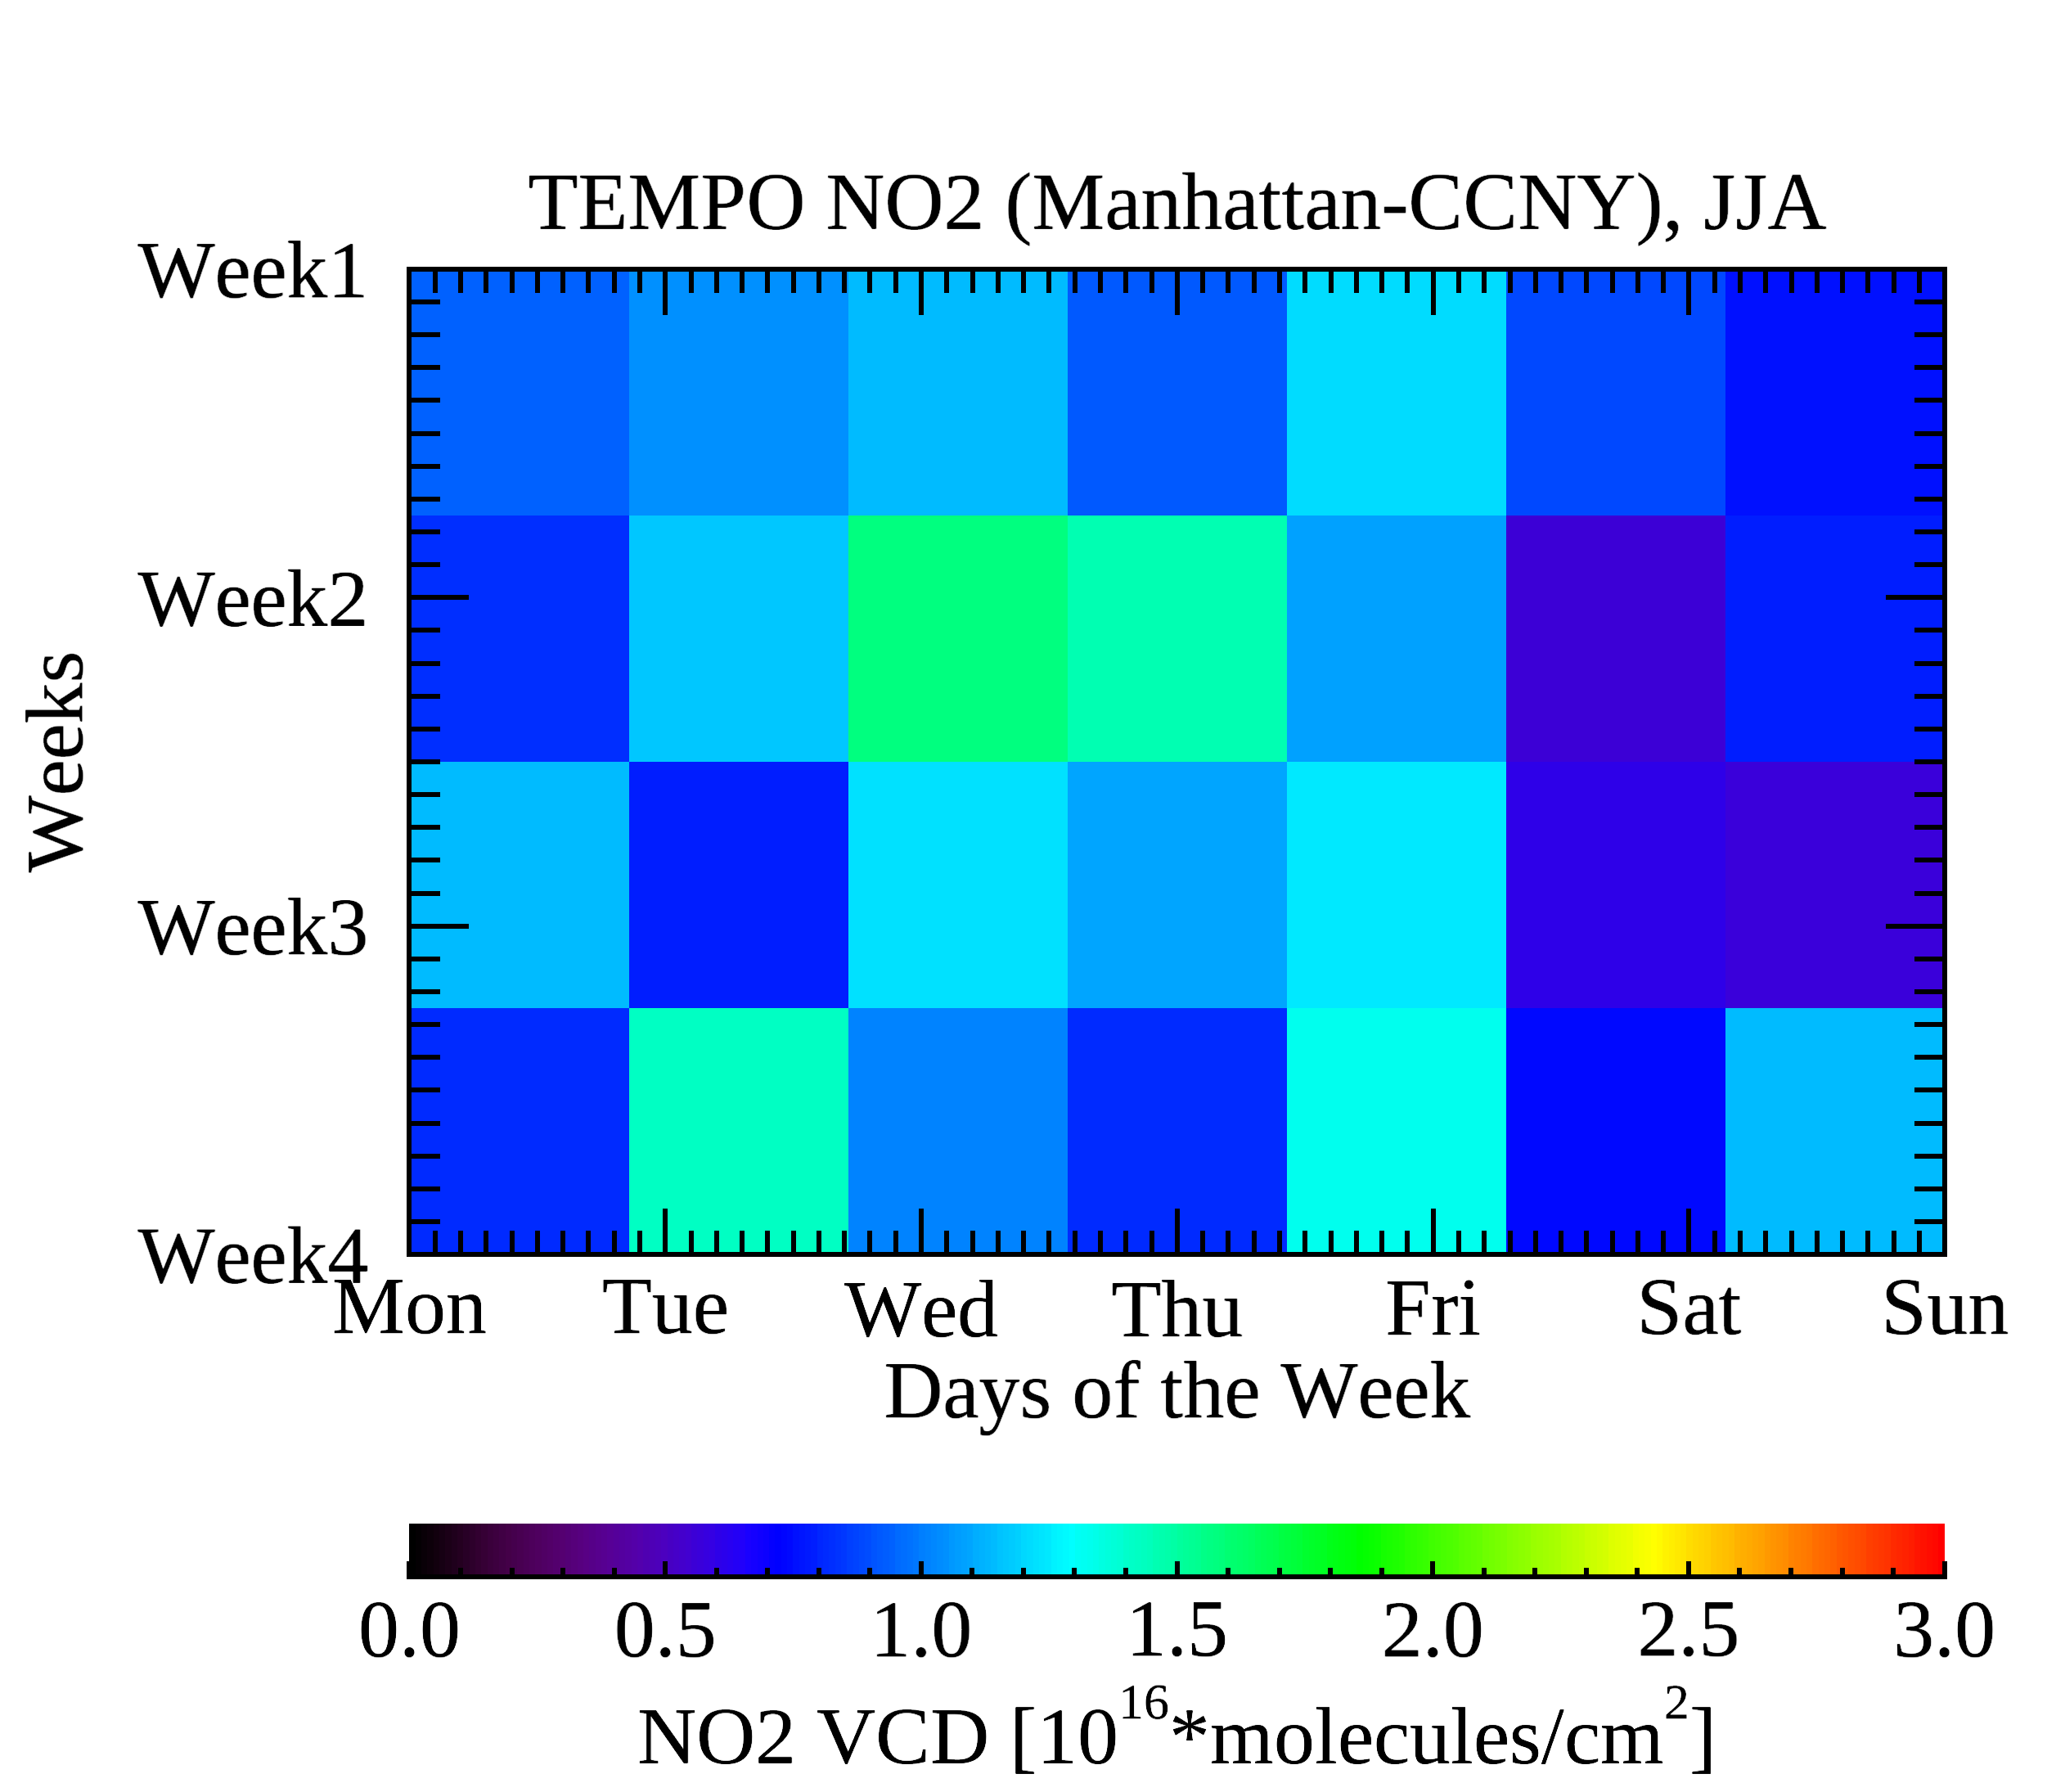 TEMPO NO2 (Manhattan-CCNY), JJA
Week1
Week2
Weeks
Week3
Week4
Mon Tue Wed Thu Fri Sat Sun
Days of the Week
0.0 0.5 1.0 1.5 2.0 2.5 3.0
NO2 VCD [10^16*molecules/cm^2]